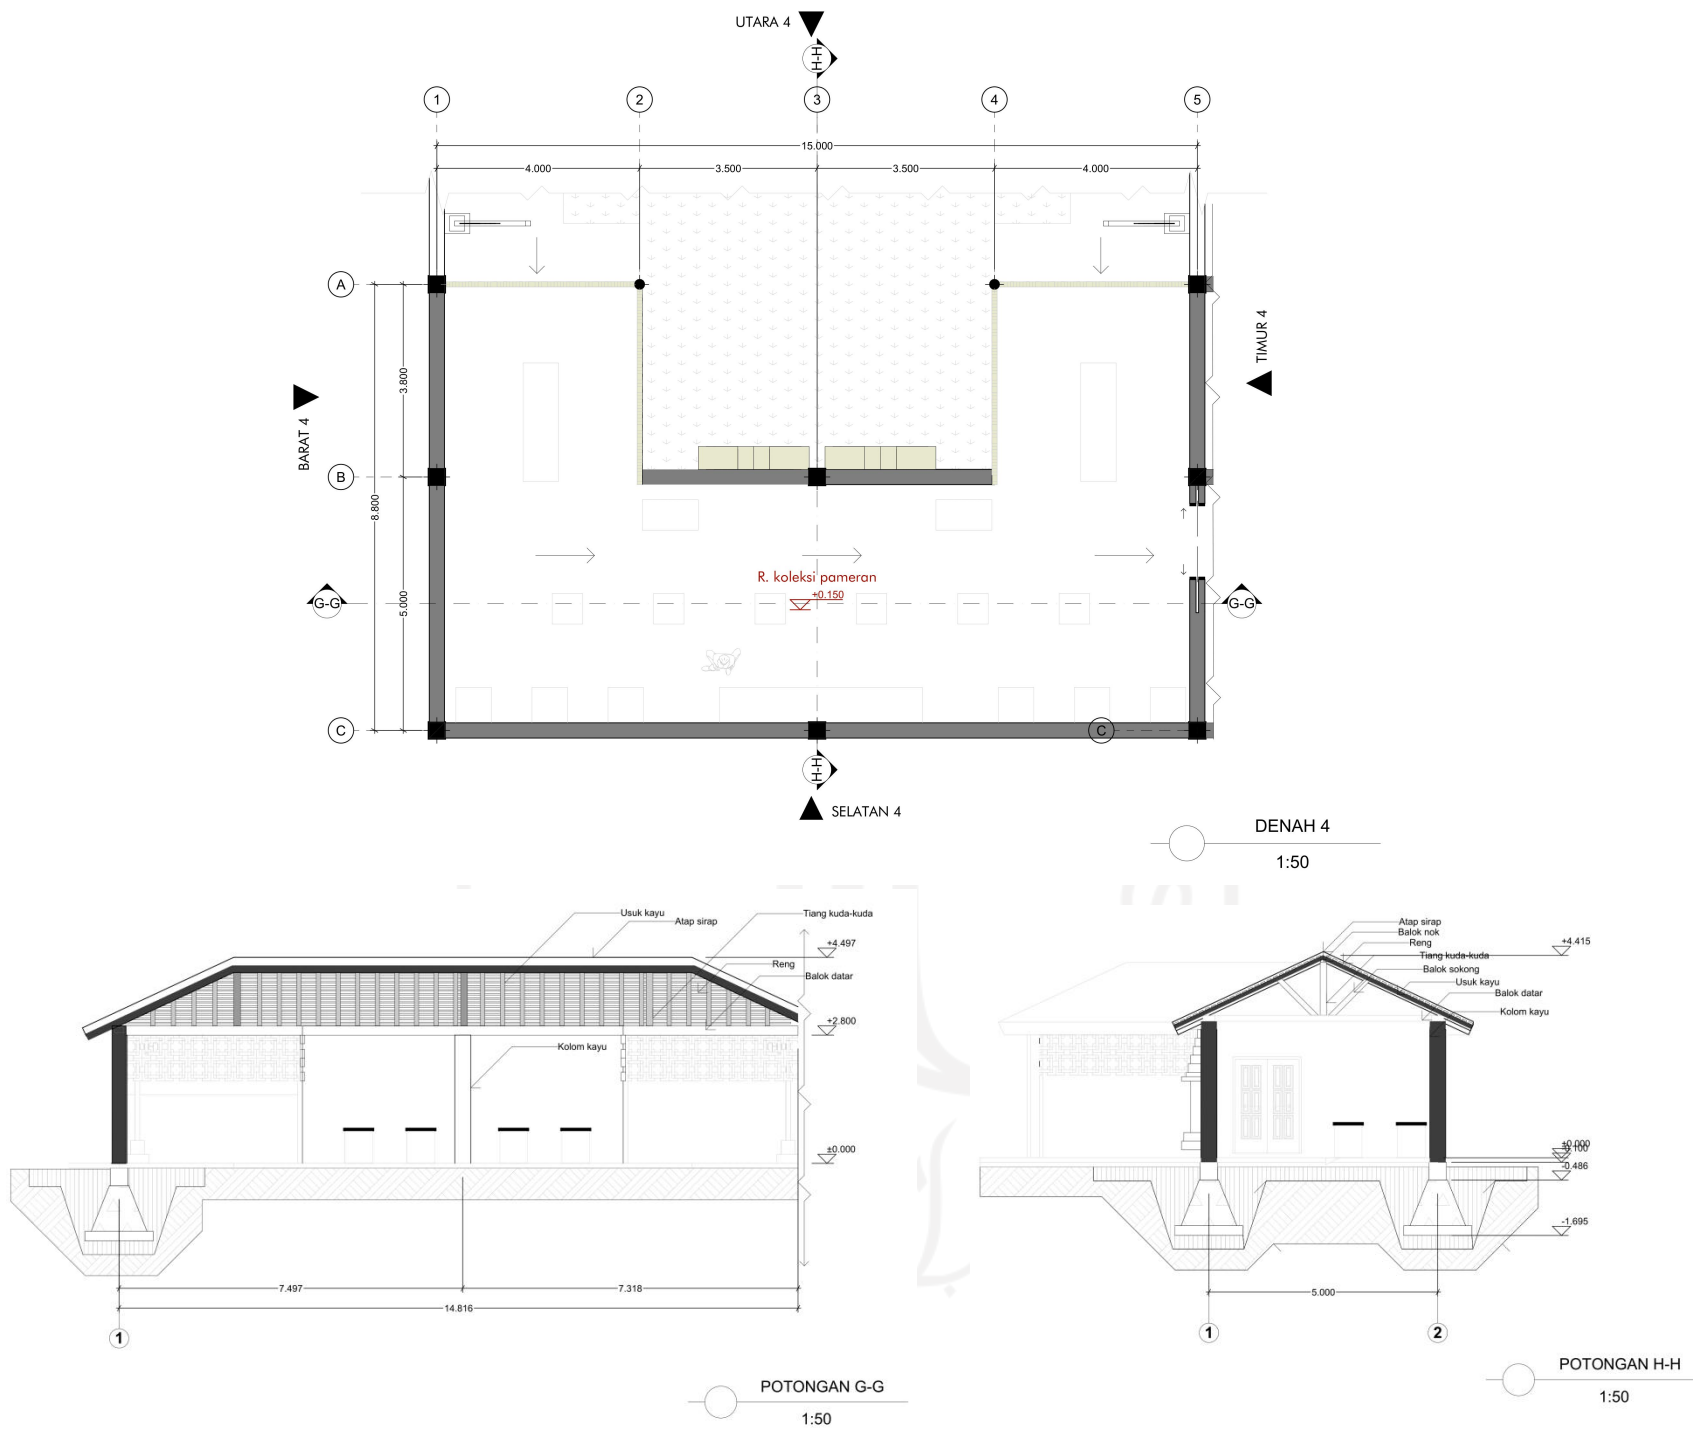 UTARA 4
H-H
1
2
3
4
5
15.000
4.000
3.500
3.500
4.000
A
3.800
BARAT 4
TIMUR 4
B
8.800
5.000
G-G
R. koleksi pameran
+0.150
G-G
C
C
H-H
SELATAN 4
DENAH 4
1:50
Usuk kayu
Atap sirap
Tiang kuda-kuda
+4.497
Reng
Balok datar
+2.800
Kolom kayu
±0.000
7.497
7.318
14.816
1
POTONGAN G-G
1:50
Atap sirap
Balok nok
Reng
+4.415
Tiang kuda-kuda
Balok sokong
Usuk kayu
Balok datar
Kolom kayu
±0.000
-0.486
-1.695
5.000
1
2
POTONGAN H-H
1:50